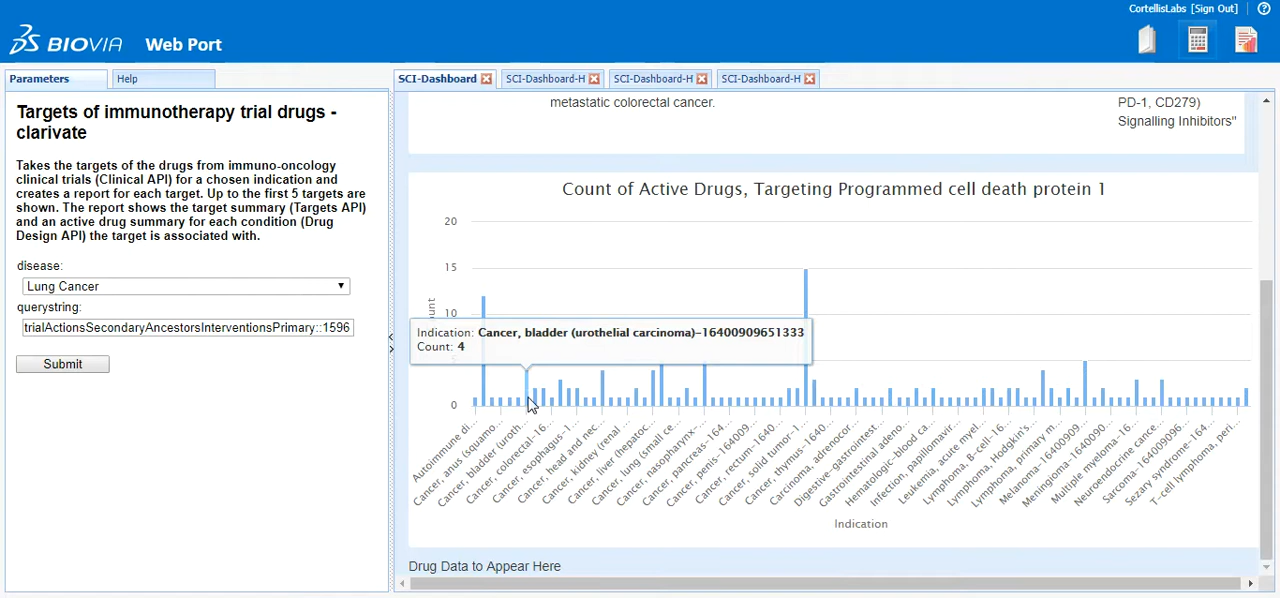 CortellisLabs [Sign Out]
BIOVIA Web Port
Parameters
Help
SCI-Dashboard
SCI-Dashboard-H
SCI-Dashboard-H
SCI-Dashboard-H
Targets of immunotherapy trial drugs -
clarivate
Takes the targets of the drugs from immuno-oncology
clinical trials (Clinical API) for a chosen indication and
creates a report for each target. Up to the first 5 targets are
shown. The report shows the target summary (Targets API)
and an active drug summary for each condition (Drug
Design API) the target is associated with.
disease:
Lung Cancer
querystring:
trialActionsSecondaryAncestorsInterventionsPrimary::1596
Submit
metastatic colorectal cancer.
PD-1, CD279)
Signalling Inhibitors"
Count of Active Drugs, Targeting Programmed cell death protein 1
20
15
10
0
Indication: Cancer, bladder (urothelial carcinoma)-16400909651333
Count: 4
Autoimmune di...
Cancer, anus (squamo...
Cancer, bladder (uroth...
Cancer, colorectal-16...
Cancer, esophagus-1...
Cancer, head and nec...
Cancer, kidney (renal ...
Cancer, liver (hepatoc...
Cancer, lung (small ce...
Cancer, nasopharynx-...
Cancer, pancreas-164...
Cancer, penis-164009...
Cancer, rectum-1640...
Cancer, solid tumor-1...
Cancer, thymus-1640...
Carcinoma, adenocor...
Digestive-gastrointest...
Gastrointestinal adeno...
Hematologic-blood ca...
Infection, papillomavir...
Leukemia, acute myel...
Lymphoma, B-cell-16...
Lymphoma, Hodgkin's...
Lymphoma, primary m...
Melanoma-16400909...
Meningioma-1640090...
Multiple myeloma-16...
Neuroendocrine cance...
Sarcoma-16400909​6...
Sezary syndrome-164...
T-cell lymphoma, peri...
Indication
Drug Data to Appear Here